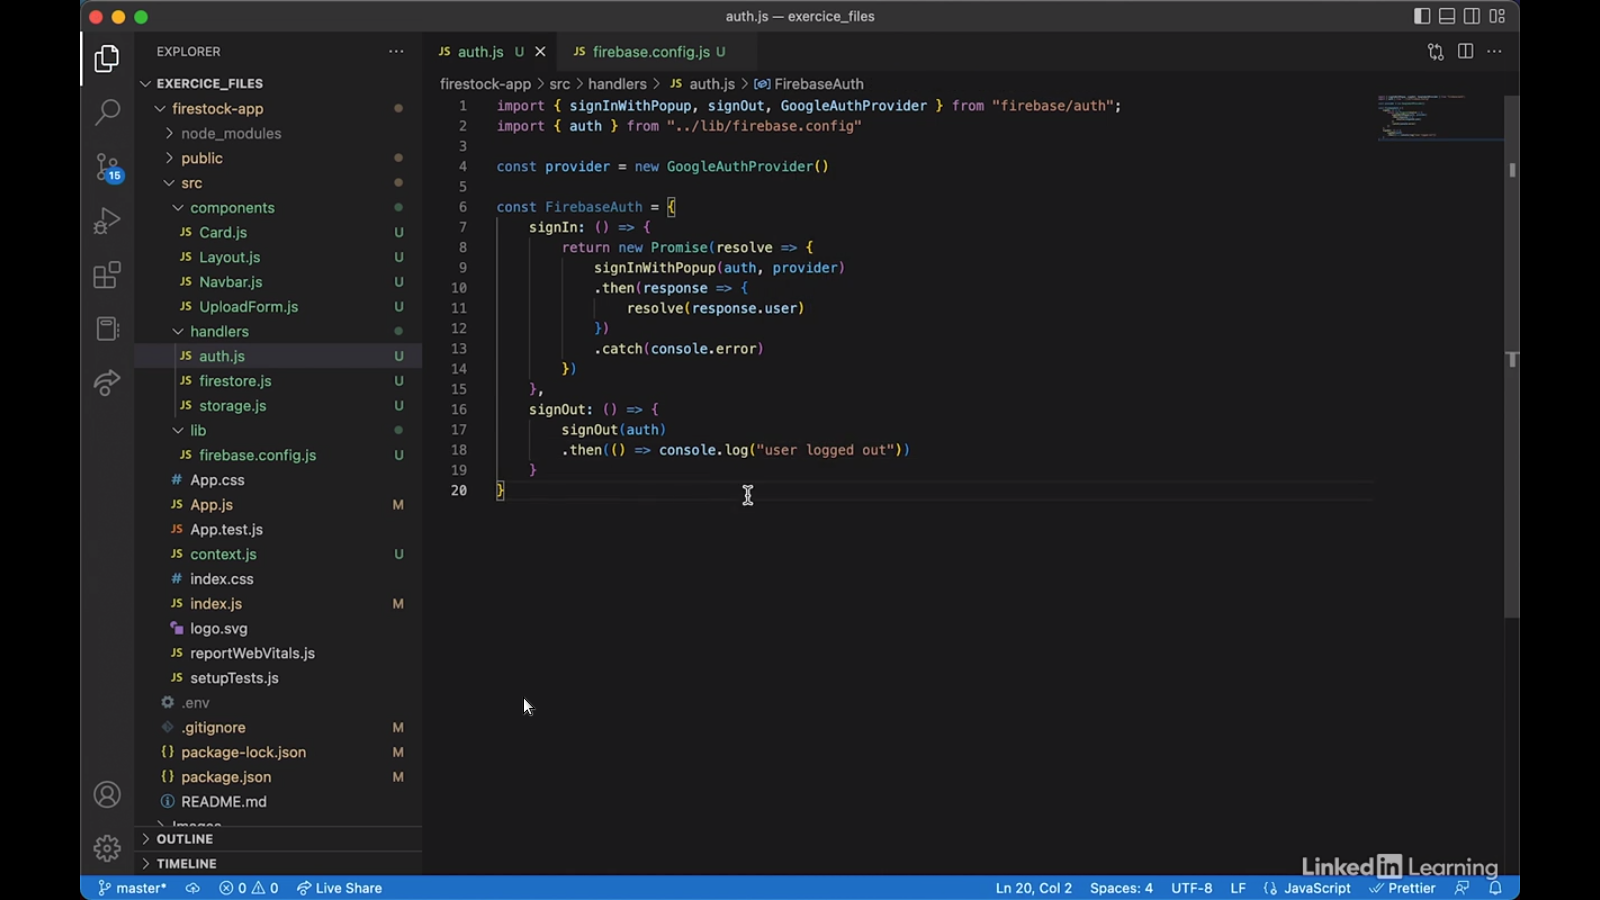 auth.js — exercice_files
EXPLORER
EXERCICE_FILES
firestock-app
node_modules
public
src
components
JS Card.js U
JS Layout.js U
JS Navbar.js U
JS UploadForm.js U
handlers
JS auth.js U
JS firestore.js U
JS storage.js U
lib
JS firebase.config.js U
# App.css
JS App.js M
JS App.test.js
JS context.js U
# index.css
JS index.js M
logo.svg
JS reportWebVitals.js
JS setupTests.js
.env
.gitignore M
{} package-lock.json M
{} package.json M
README.md
OUTLINE
TIMELINE
15
JS auth.js U
JS firebase.config.js U
firestock-app > src > handlers > JS auth.js > FirebaseAuth
1 import { signInWithPopup, signOut, GoogleAuthProvider } from "firebase/auth";
2 import { auth } from "../lib/firebase.config"
3
4 const provider = new GoogleAuthProvider()
5
6 const FirebaseAuth = {
7 signIn: () => {
8 return new Promise(resolve => {
9 signInWithPopup(auth, provider)
10 .then(response => {
11 resolve(response.user)
12 })
13 .catch(console.error)
14 })
15 },
16 signOut: () => {
17 signOut(auth)
18 .then(() => console.log("user logged out"))
19 }
20 }
LinkedIn Learning
master* 0 0 Live Share Ln 20, Col 2 Spaces: 4 UTF-8 LF {} JavaScript Prettier